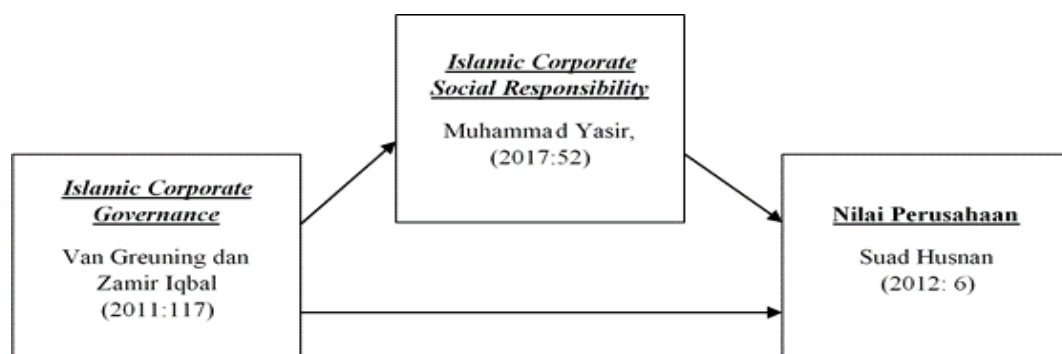 Islamic Corporate
Social Responsibility
Muhammad Yasir,
(2017:52)
Islamic Corporate
Governance
Van Greuning dan
Zamir Iqbal
(2011:117)
Nilai Perusahaan
Suad Husnan
(2012: 6)